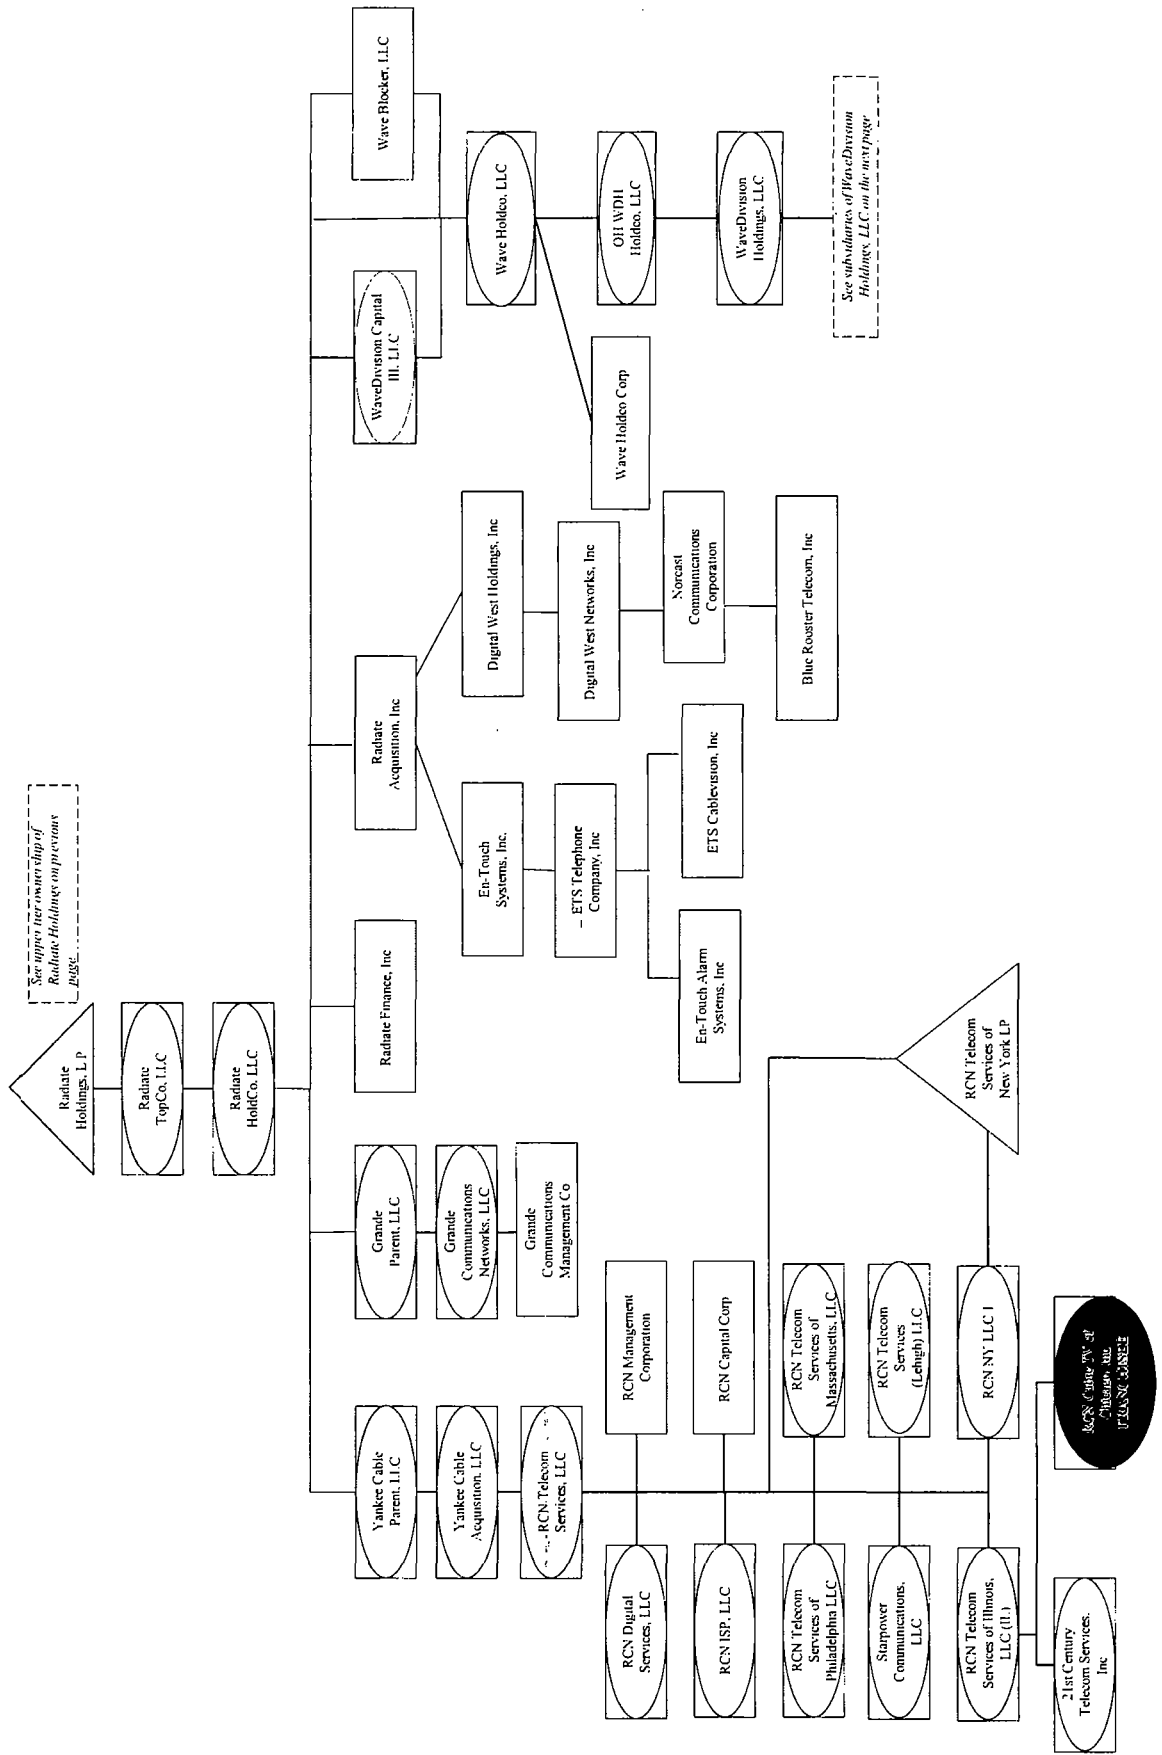 See upper tier ownership of
Radiate Holdings on previous
page
Radiate
Holdings, L P
Radiate
TopCo, LLC
Radiate
HoldCo, LLC
Yankee Cable
Parent, LLC
Grande
Parent, LLC
Radiate Finance, Inc
Radiate
Acquisition, Inc
WaveDivision Capital
III, LLC
Wave Blocker, LLC
Yankee Cable
Acquisition, LLC
Grande
Communications
Networks, LLC
En-Touch
Systems, Inc.
Digital West Holdings, Inc
Wave Holdco, LLC
RCN Telecom
Services, LLC
Grande
Communications
Management Co
ETS Telephone
Company, Inc
Digital West Networks, Inc
Wave Holdco Corp
OH WDH
Holdco, LLC
RCN Digital
Services, LLC
RCN Management
Corporation
En-Touch Alarm
Systems, Inc
ETS Cablevision, Inc
Norcast
Communications
Corporation
WaveDivision
Holdings, LLC
RCN ISP, LLC
RCN Capital Corp
Blue Rooster Telecom, Inc
See subsidiaries of WaveDivision
Holdings, LLC on the next page
RCN Telecom
Services of
Philadelphia LLC
RCN Telecom
Services of
Massachusetts, LLC
Starpower
Communications,
LLC
RCN Telecom
Services
(Lehigh) LLC
RCN Telecom
Services of Illinois,
LLC (IL)
RCN NY LLC 1
RCN Telecom
Services of
New York LP
21st Century
Telecom Services,
Inc
RCN Cable TV of
Chicago, Inc